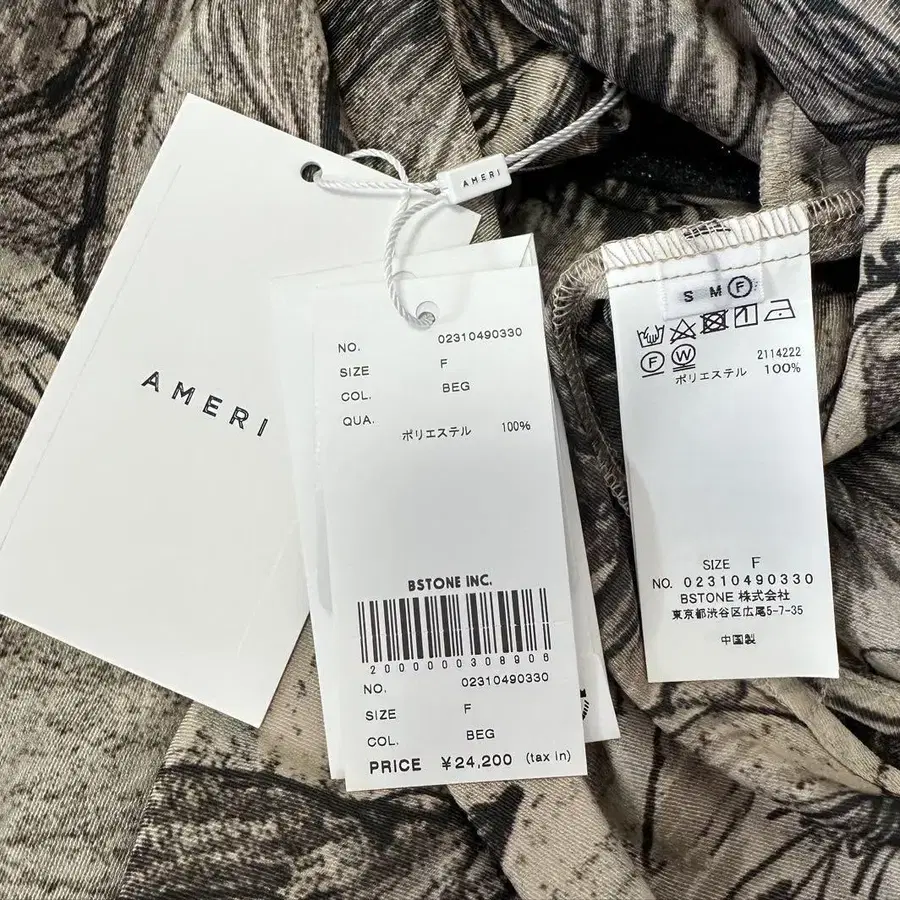 AMERI
AMERI
NO. 02310490330
SIZE F
COL. BEG
QUA.
ポリエステル 100%
BSTONE INC.
2000000308908
NO. 02310490330
SIZE F
COL. BEG
PRICE ¥24,200 (tax in)
S M F
F W
2114222
ポリエステル 100%
SIZE F
NO. 02310490330
BSTONE 株式会社
東京都渋谷区広尾5-7-35
中国製